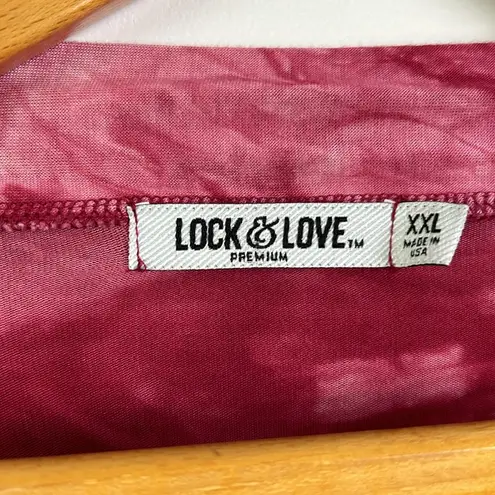 LOCK & LOVE™
PREMIUM
XXL
MADE IN
USA